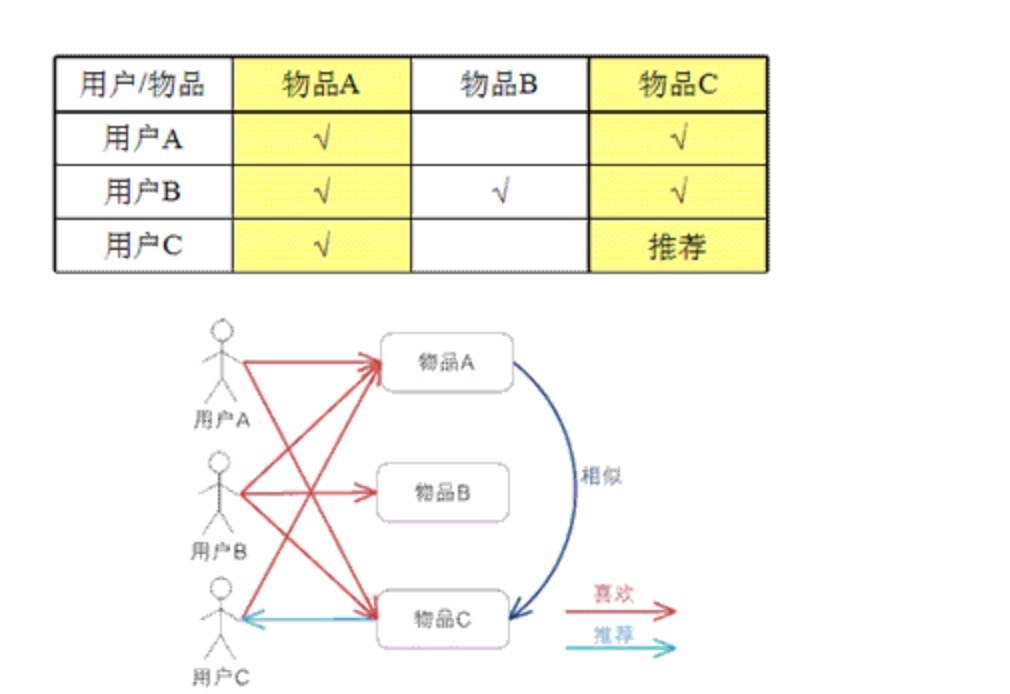 用户/物品 物品A 物品B 物品C
用户A √ √
用户B √ √ √
用户C √ 推荐
物品A
用户A
相似
物品B
用户B
喜欢
物品C
推荐
用户C